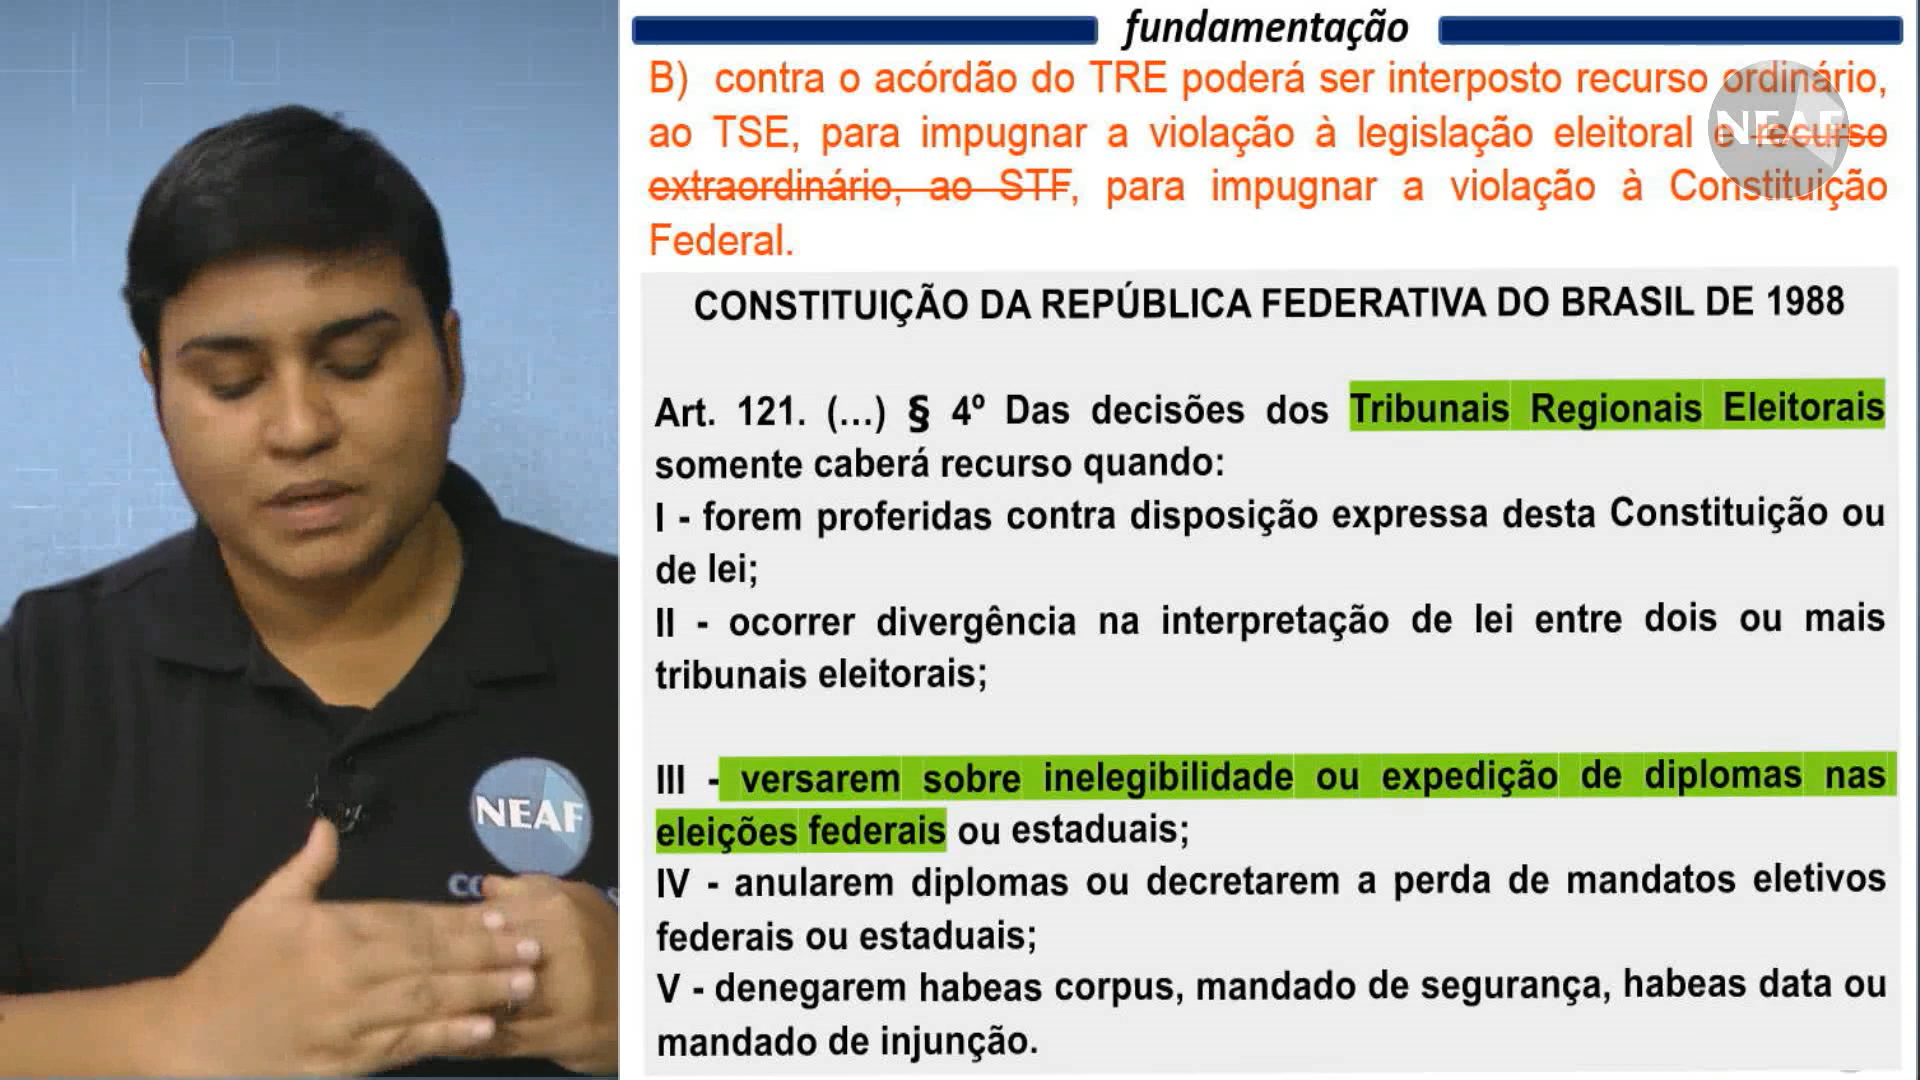 fundamentação
B) contra o acórdão do TRE poderá ser interposto recurso ordinário,
ao TSE, para impugnar a violação à legislação eleitoral e recurso
extraordinário, ao STF, para impugnar a violação à Constituição
Federal.
NEAF
CONSTITUIÇÃO DA REPÚBLICA FEDERATIVA DO BRASIL DE 1988
Art. 121. (...) § 4º Das decisões dos Tribunais Regionais Eleitorais
somente caberá recurso quando:
I - forem proferidas contra disposição expressa desta Constituição ou
de lei;
II - ocorrer divergência na interpretação de lei entre dois ou mais
tribunais eleitorais;
III - versarem sobre inelegibilidade ou expedição de diplomas nas
eleições federais ou estaduais;
IV - anularem diplomas ou decretarem a perda de mandatos eletivos
federais ou estaduais;
V - denegarem habeas corpus, mandado de segurança, habeas data ou
mandado de injunção.
NEAF